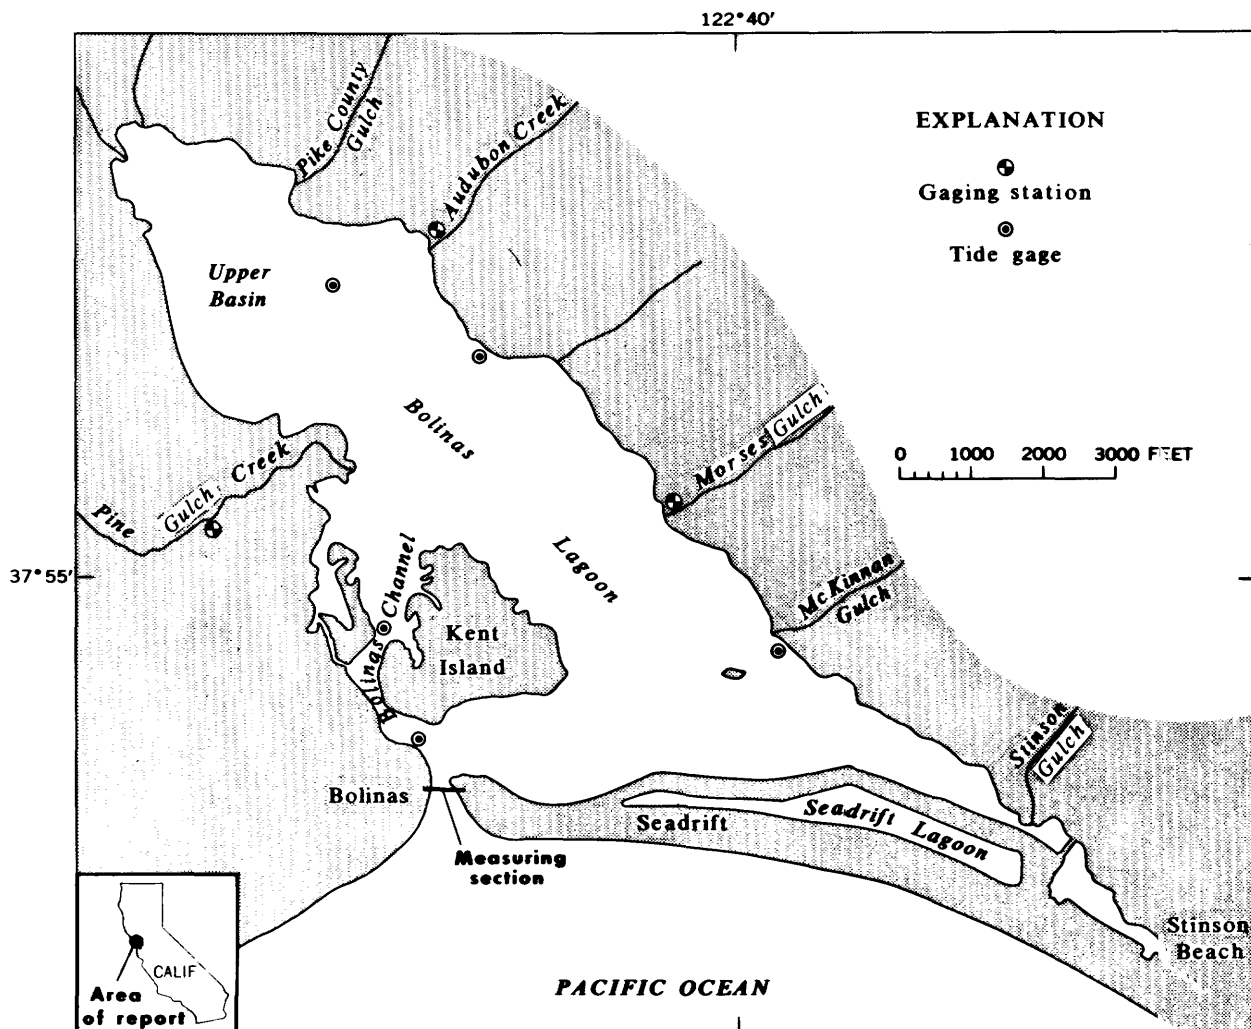 122°40'
EXPLANATION
Gaging station
Tide gage
Pike County
Gulch
Audubon Creek
Upper
Basin
Bolinas
Lagoon
Morses Gulch
0 1000 2000 3000 FEET
Pine Gulch Creek
37°55'
McKinnan
Gulch
Bolinas Channel
Kent
Island
Stinson
Gulch
Bolinas
Seadrift
Seadrift Lagoon
Measuring
section
Stinson
Beach
CALIF
Area
of report
PACIFIC OCEAN